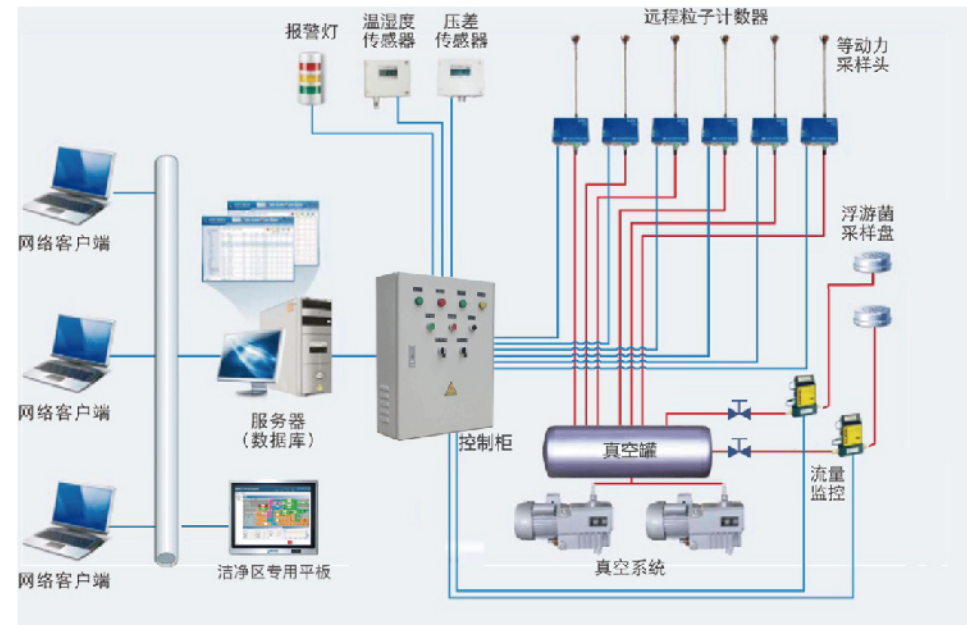 报警灯
温湿度
传感器
压差
传感器
远程粒子计数器
等动力
采样头
浮游菌
采样盘
网络客户端
网络客户端
服务器
（数据库）
控制柜
真空罐
流量
监控
网络客户端
洁净区专用平板
真空系统